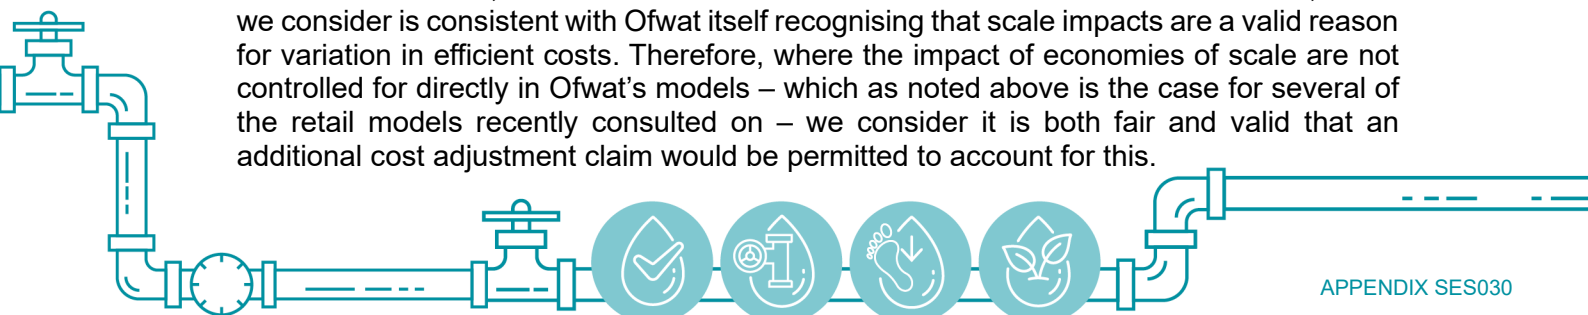 we consider is consistent with Ofwat itself recognising that scale impacts are a valid reason
for variation in efficient costs. Therefore, where the impact of economies of scale are not
controlled for directly in Ofwat's models – which as noted above is the case for several of
the retail models recently consulted on – we consider it is both fair and valid that an
additional cost adjustment claim would be permitted to account for this.
APPENDIX SES030